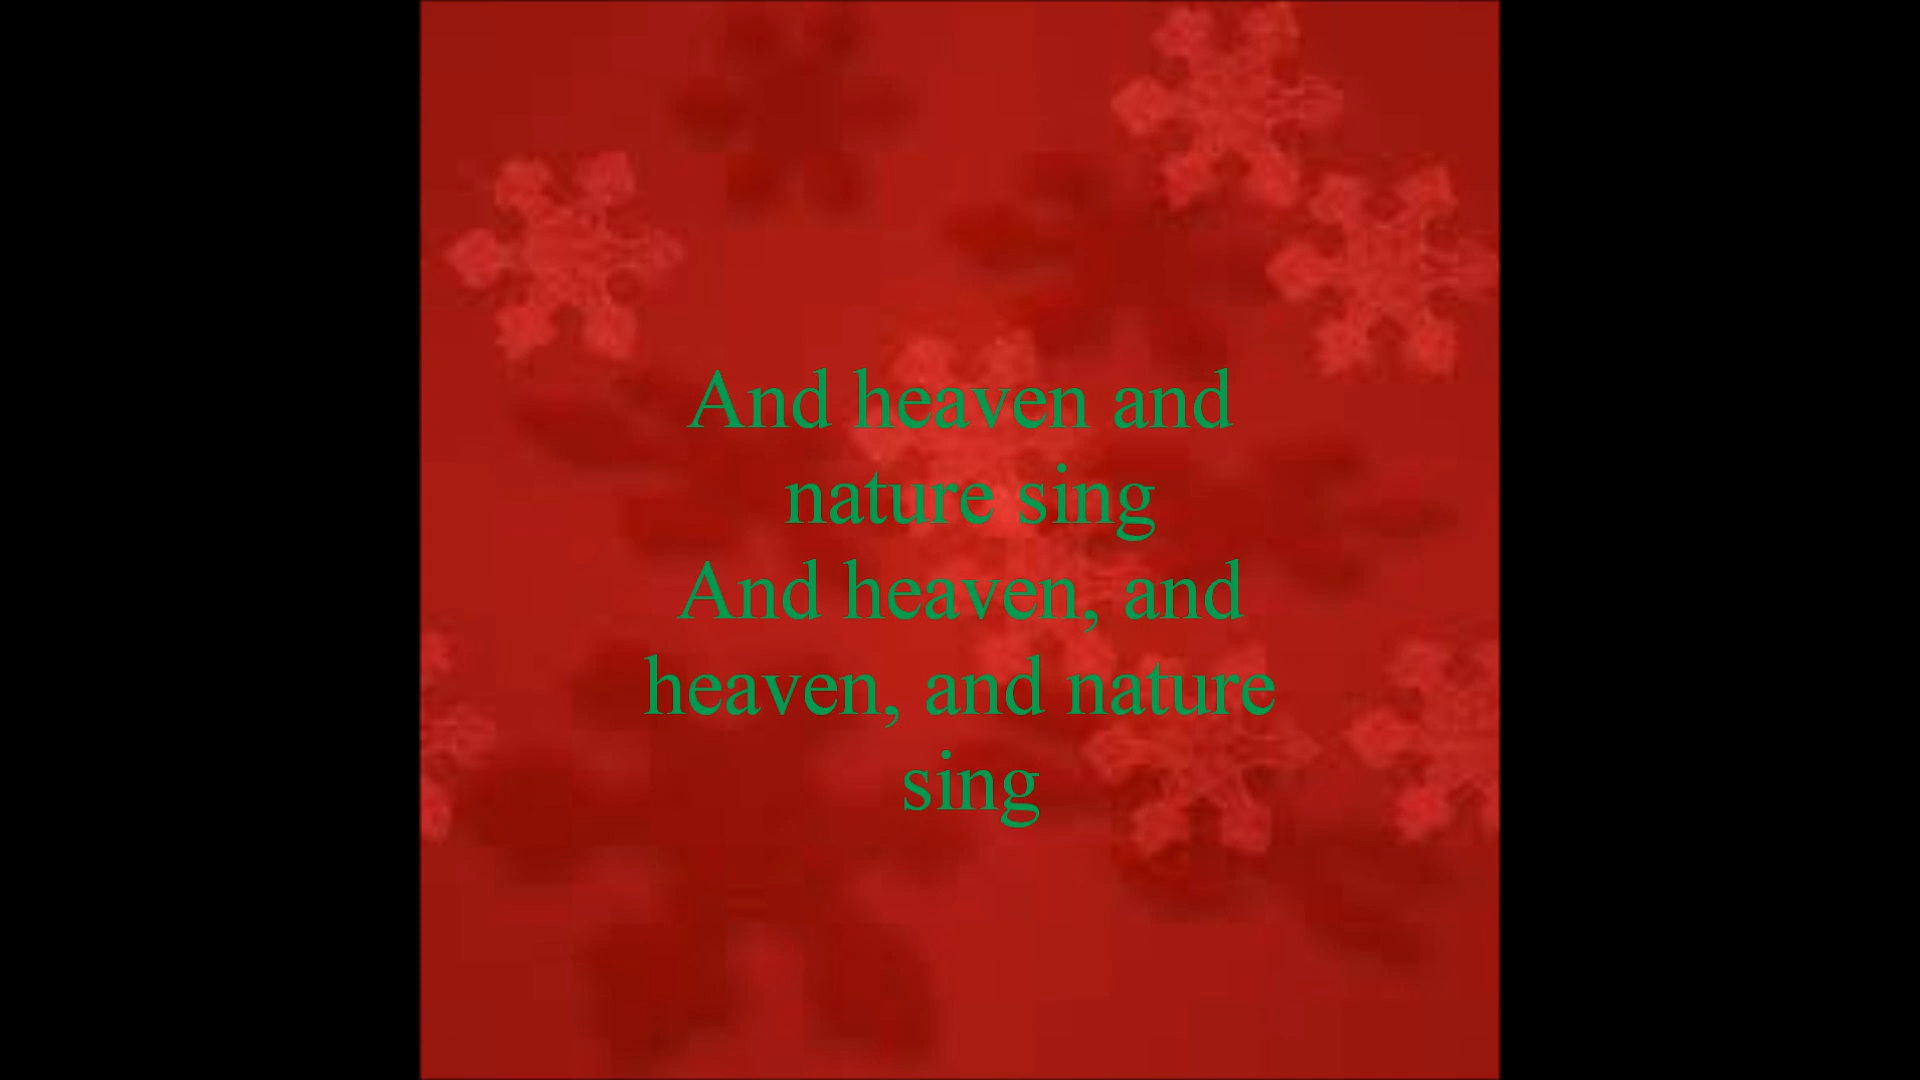 And heaven and
nature sing
And heaven, and
heaven, and nature
sing